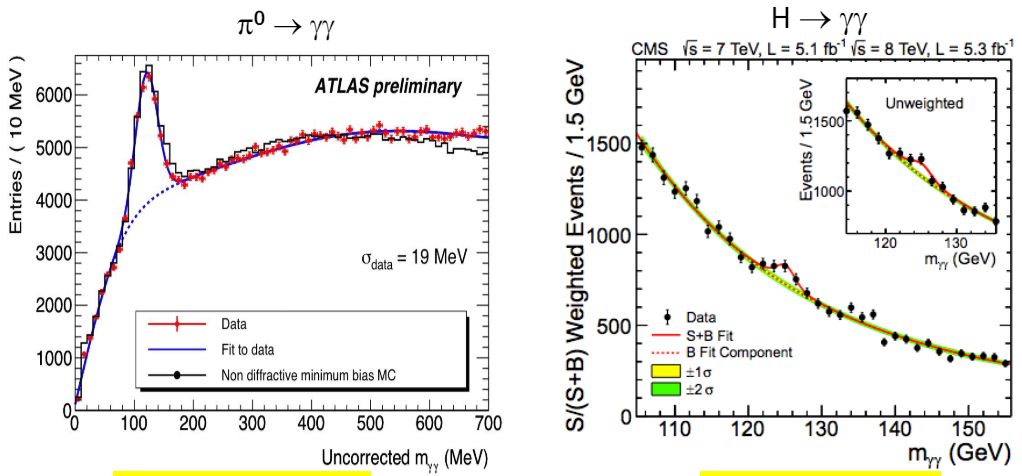 π⁰ → γγ
ATLAS preliminary
Entries / ( 10 MeV )
6000
5000
4000
3000
2000
1000
0
σdata = 19 MeV
Data
Fit to data
Non diffractive minimum bias MC
0 100 200 300 400 500 600 700
Uncorrected mγγ (MeV)
H → γγ
CMS √s = 7 TeV, L = 5.1 fb⁻¹ √s = 8 TeV, L = 5.3 fb⁻¹
S/(S+B) Weighted Events / 1.5 GeV
1500
1000
500
0
Unweighted
Events / 1.5 GeV
1500
1000
120 130
mγγ (GeV)
Data
S+B Fit
B Fit Component
±1σ
±2 σ
110 120 130 140 150
mγγ (GeV)